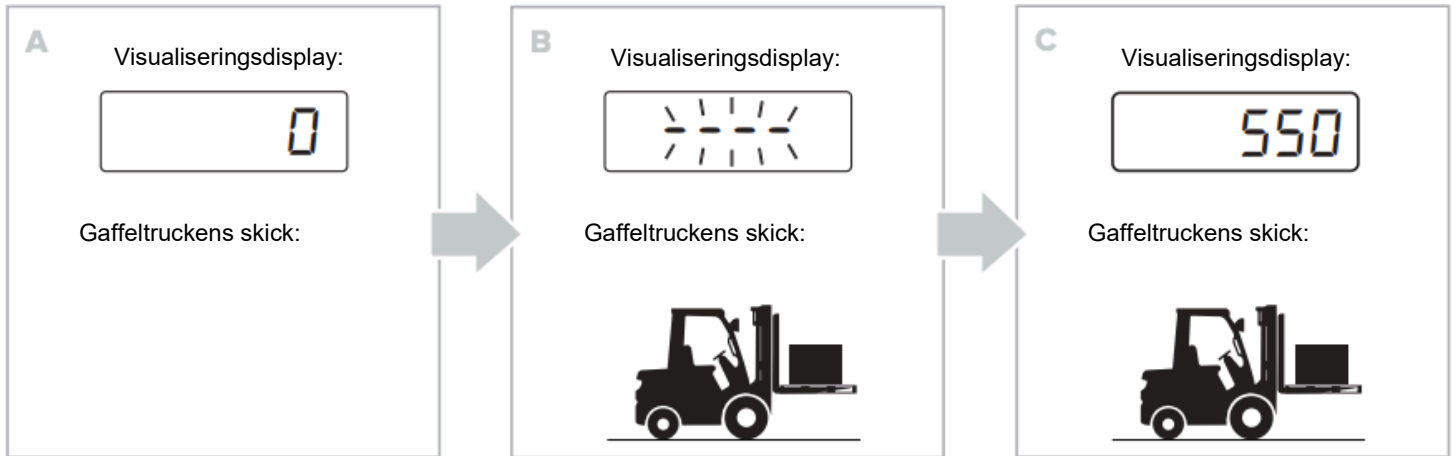 A
Visualiseringsdisplay:
0
Gaffeltruckens skick:
B
Visualiseringsdisplay:
- - - -
Gaffeltruckens skick:
C
Visualiseringsdisplay:
550
Gaffeltruckens skick: